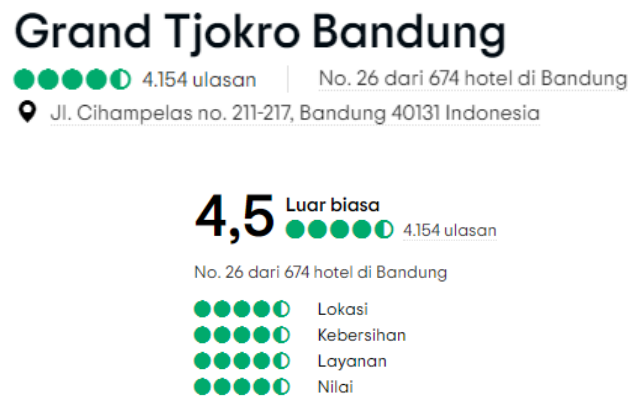 Grand Tjokro Bandung
4.154 ulasan No. 26 dari 674 hotel di Bandung
Jl. Cihampelas no. 211-217, Bandung 40131 Indonesia
4,5 Luar biasa
4.154 ulasan
No. 26 dari 674 hotel di Bandung
Lokasi
Kebersihan
Layanan
Nilai